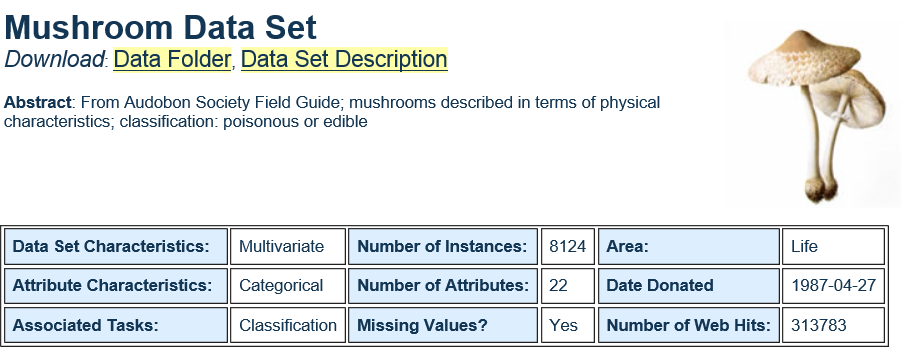 Mushroom Data Set
Download: Data Folder, Data Set Description
Abstract: From Audobon Society Field Guide; mushrooms described in terms of physical
characteristics; classification: poisonous or edible
Data Set Characteristics: Multivariate Number of Instances: 8124 Area: Life
Attribute Characteristics: Categorical Number of Attributes: 22 Date Donated 1987-04-27
Associated Tasks: Classification Missing Values? Yes Number of Web Hits: 313783